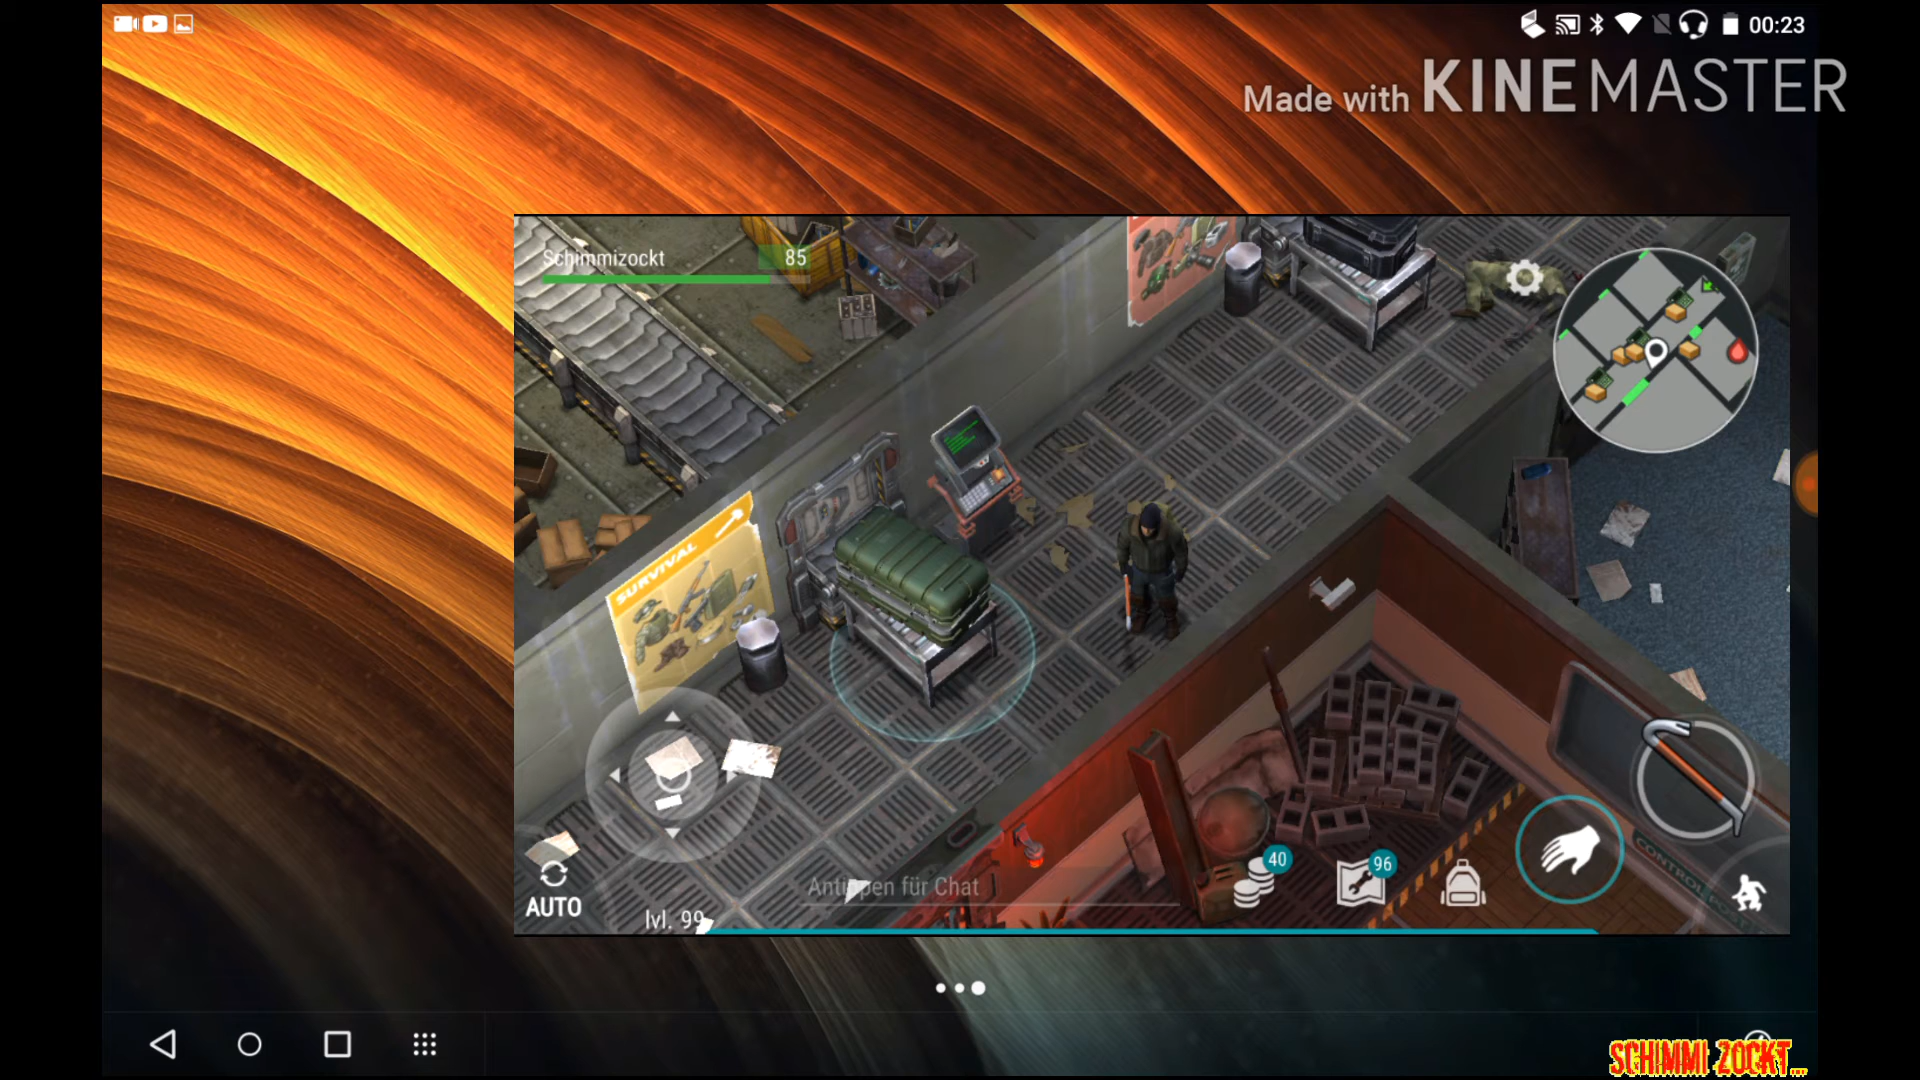 00:23
Made with KINEMASTER
Schimmizockt 85
SURVIVAL
40
96
Antippen für Chat
AUTO
lvl. 99
CONTROL POST
SCHIMMI ZOCKT...